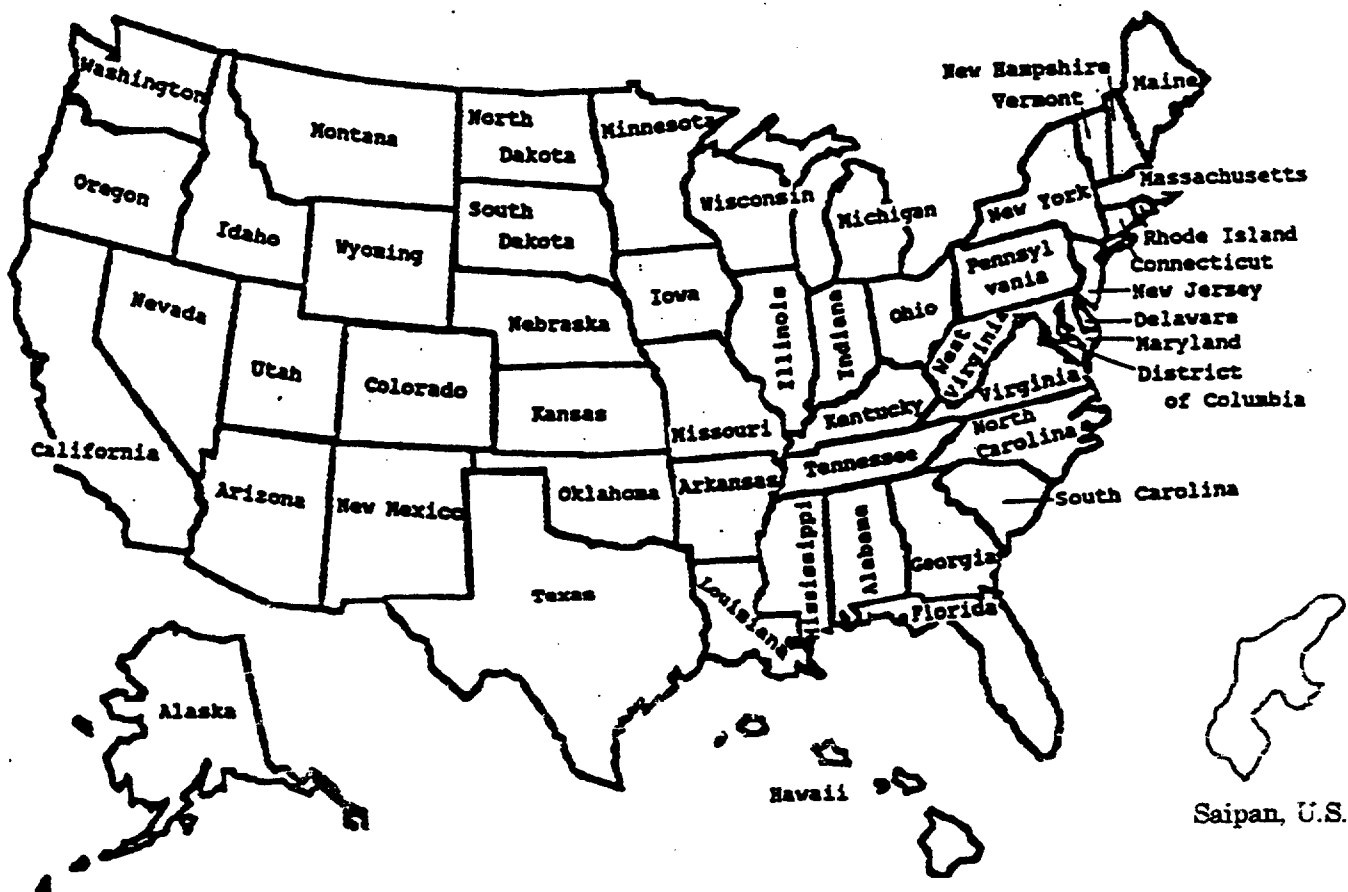 New Hampshire
Vermont
Maine
Washington
Montana
North
Dakota
Minnesota
Oregon
Idaho
Wyoming
South
Dakota
Wisconsin
Michigan
New York
Massachusetts
Rhode Island
Connecticut
Pennsyl
vania
New Jersey
Nevada
Nebraska
Iowa
Illinois
Indiana
Ohio
West
Virginia
Delaware
Maryland
District
of Columbia
Utah
Colorado
Kansas
Missouri
Kentucky
Virginia
California
North
Carolina
Tennessee
Arizona
New Mexico
Oklahoma
Arkansas
South Carolina
Mississippi
Alabama
Georgia
Texas
Louisiana
Florida
Alaska
Hawaii
Saipan, U.S.